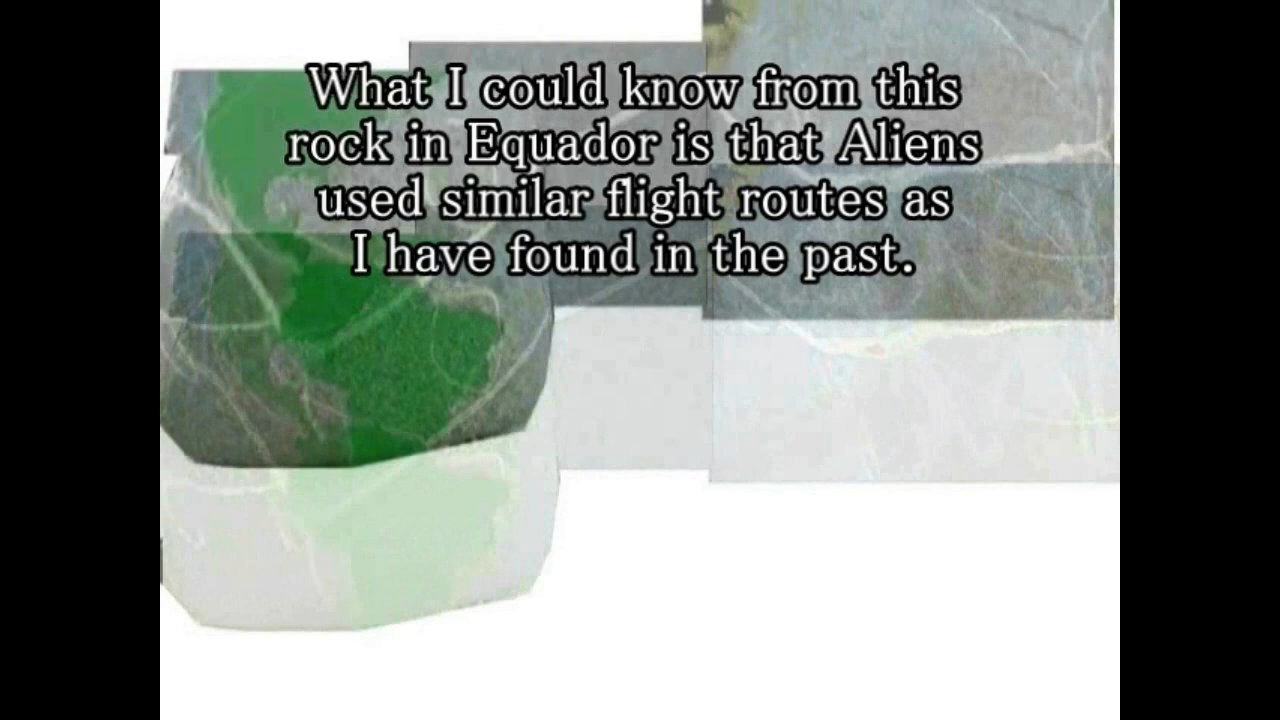 What I could know from this
rock in Equador is that Aliens
used similar flight routes as
I have found in the past.